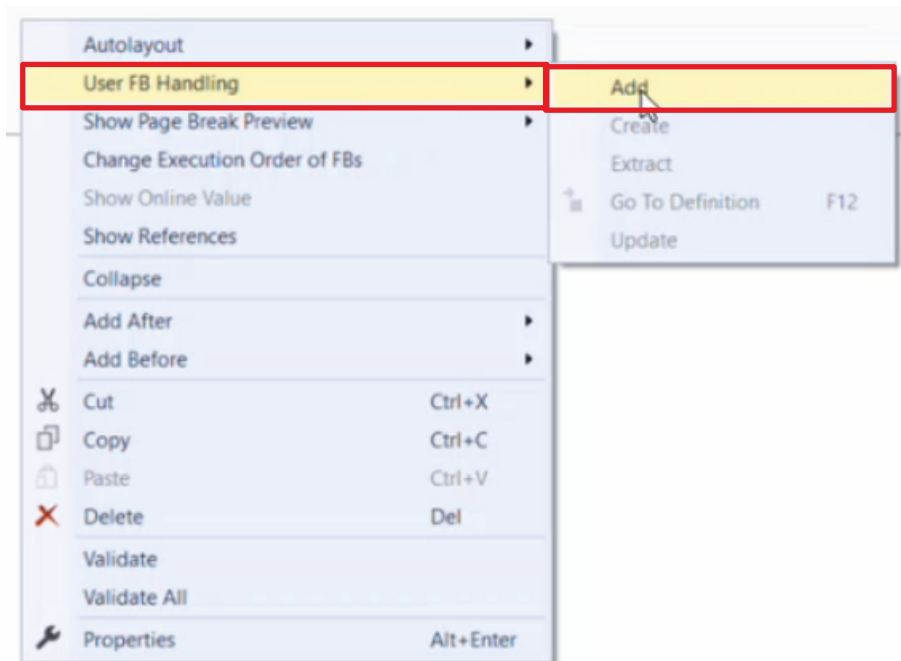 Autolayout
User FB Handling
Show Page Break Preview
Change Execution Order of FBs
Show Online Value
Show References
Collapse
Add After
Add Before
Cut Ctrl+X
Copy Ctrl+C
Paste Ctrl+V
Delete Del
Validate
Validate All
Properties Alt+Enter
Add
Create
Extract
Go To Definition F12
Update